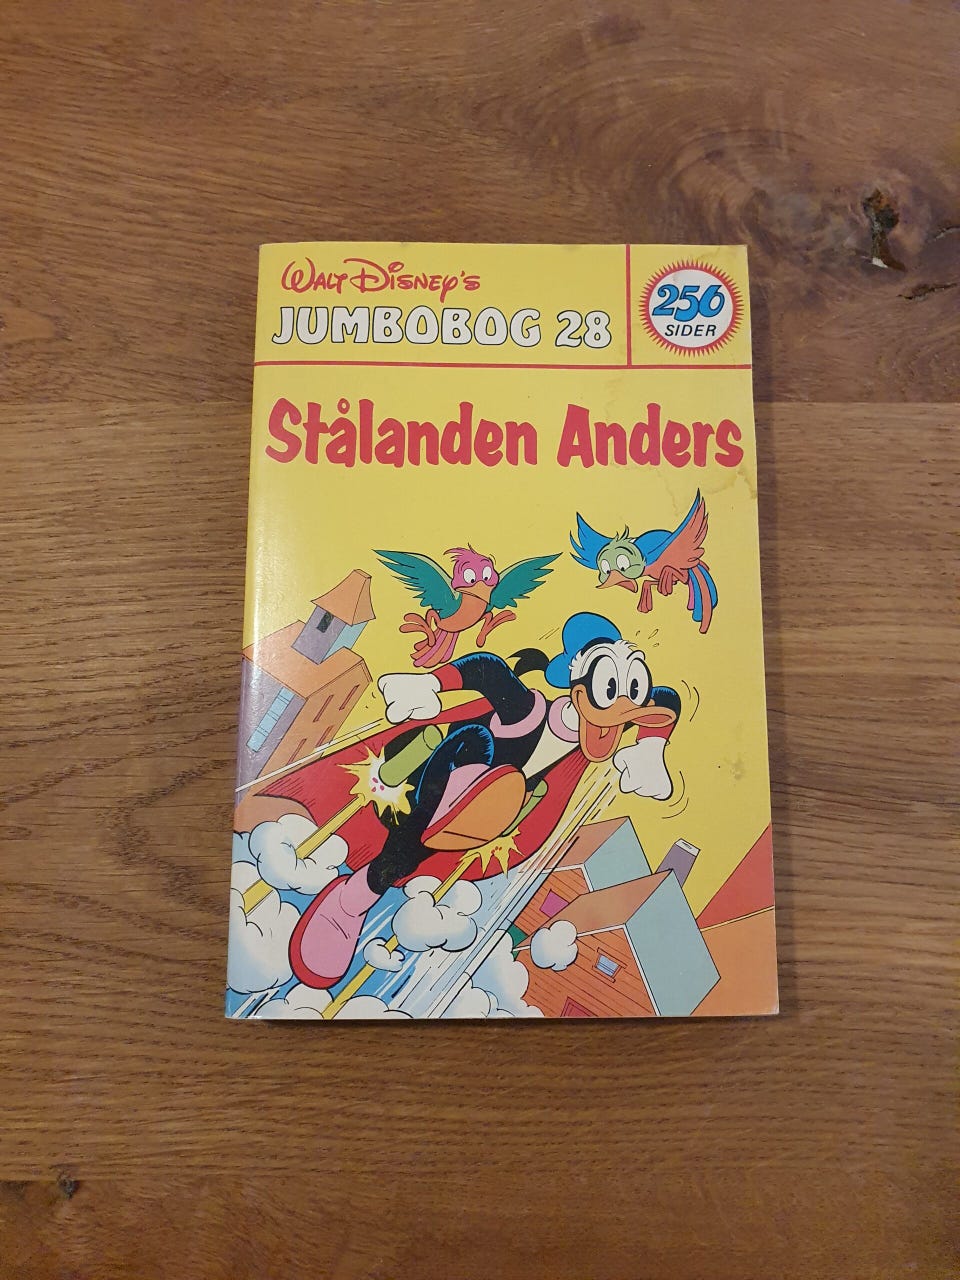 Walt Disney's
JUMBOBOG 28
256
SIDER
Stålanden Anders